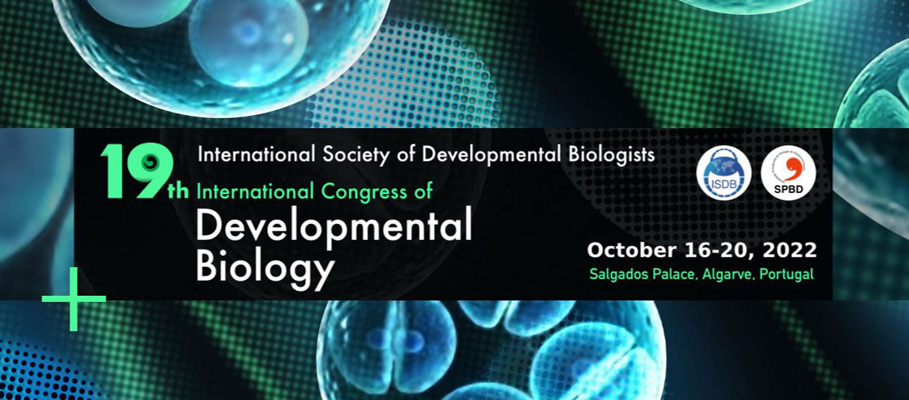 International Society of Developmental Biologists
19th International Congress of
Developmental
Biology
ISDB
SPBD
October 16-20, 2022
Salgados Palace, Algarve, Portugal